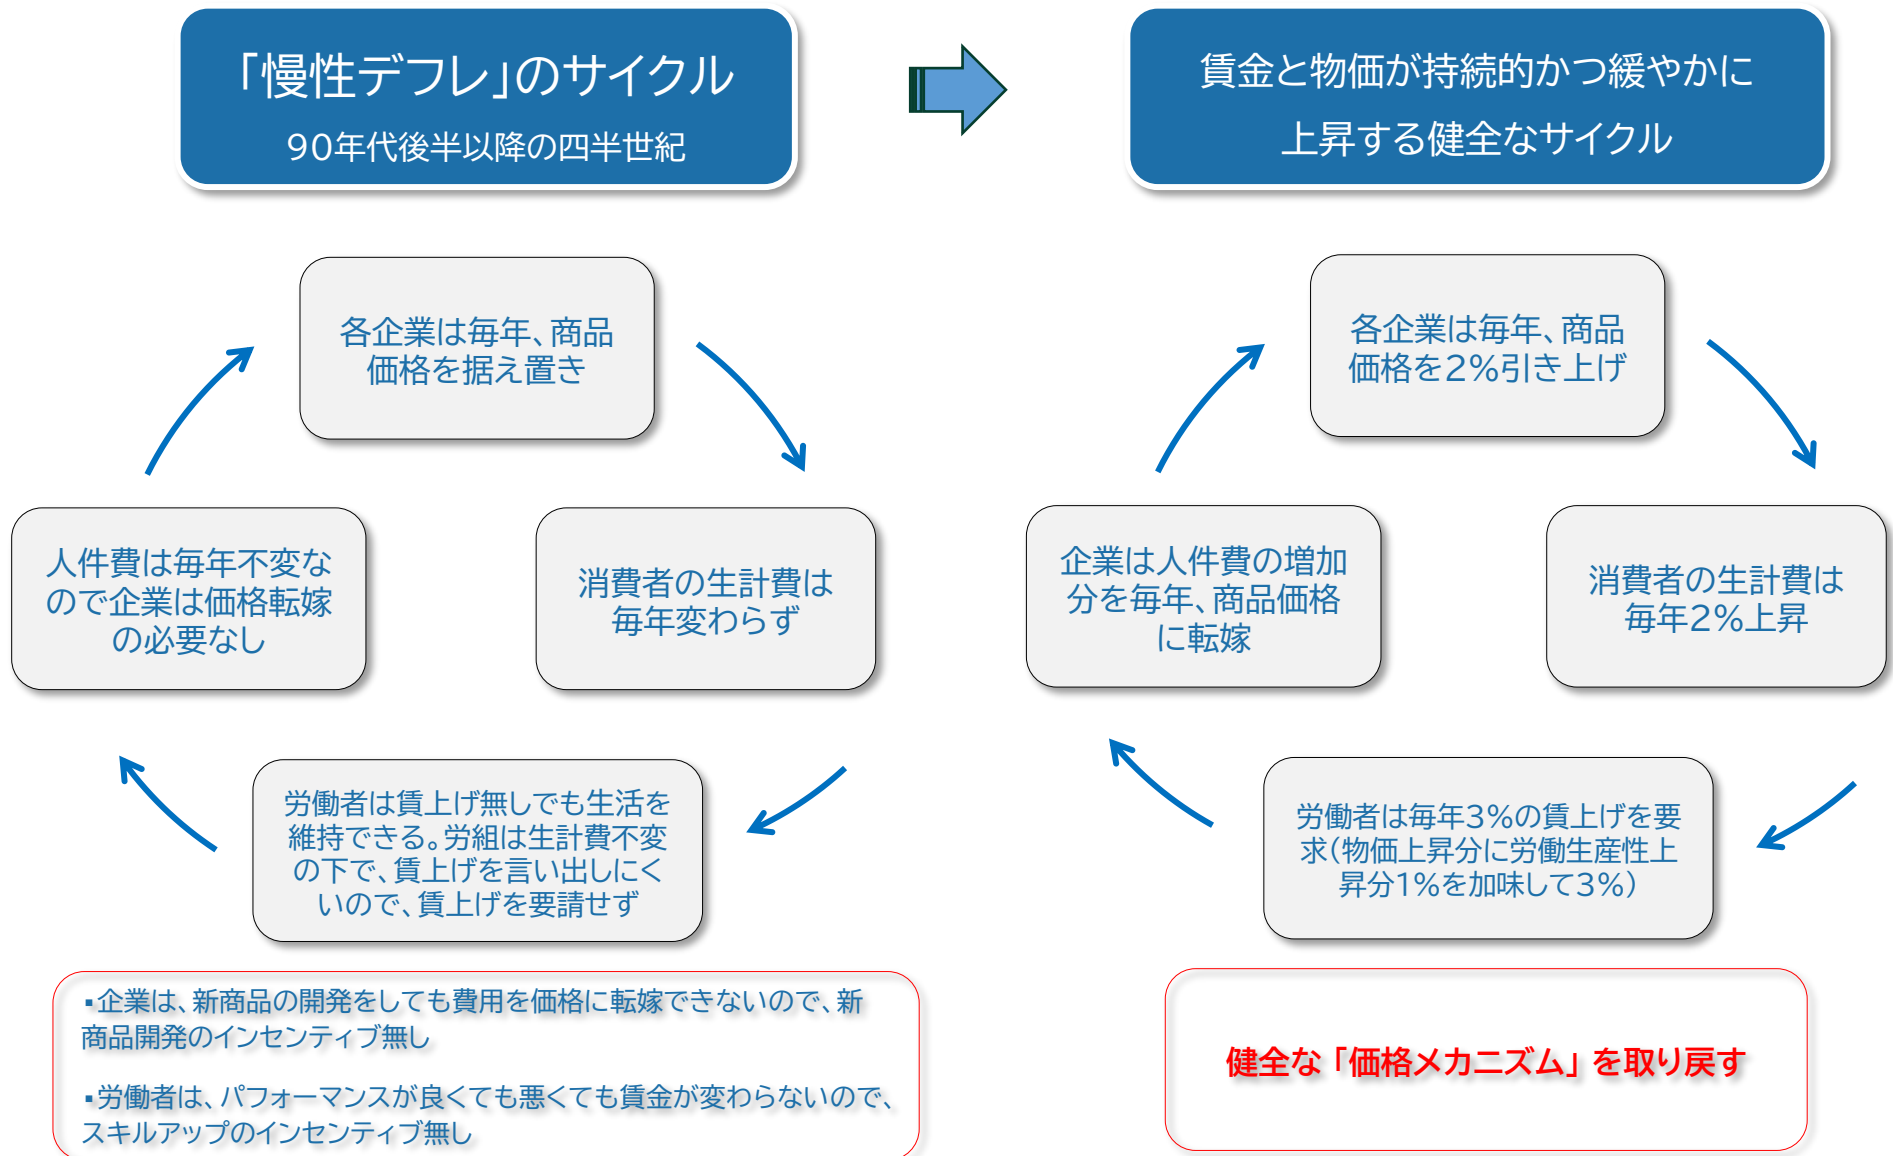 「慢性デフレ」のサイクル
90年代後半以降の四半世紀
賃金と物価が持続的かつ緩やかに
上昇する健全なサイクル
各企業は毎年、商品
価格を据え置き
消費者の生計費は
毎年変わらず
労働者は賃上げ無しでも生活を
維持できる。労組は生計費不変
の下で、賃上げを言い出しにく
いので、賃上げを要請せず
人件費は毎年不変な
ので企業は価格転嫁
の必要なし
▪企業は、新商品の開発をしても費用を価格に転嫁できないので、新
商品開発のインセンティブ無し
▪労働者は、パフォーマンスが良くても悪くても賃金が変わらないので、
スキルアップのインセンティブ無し
各企業は毎年、商品
価格を2%引き上げ
消費者の生計費は
毎年2%上昇
労働者は毎年3%の賃上げを要
求(物価上昇分に労働生産性上
昇分1%を加味して3%)
企業は人件費の増加
分を毎年、商品価格
に転嫁
健全な「価格メカニズム」を取り戻す